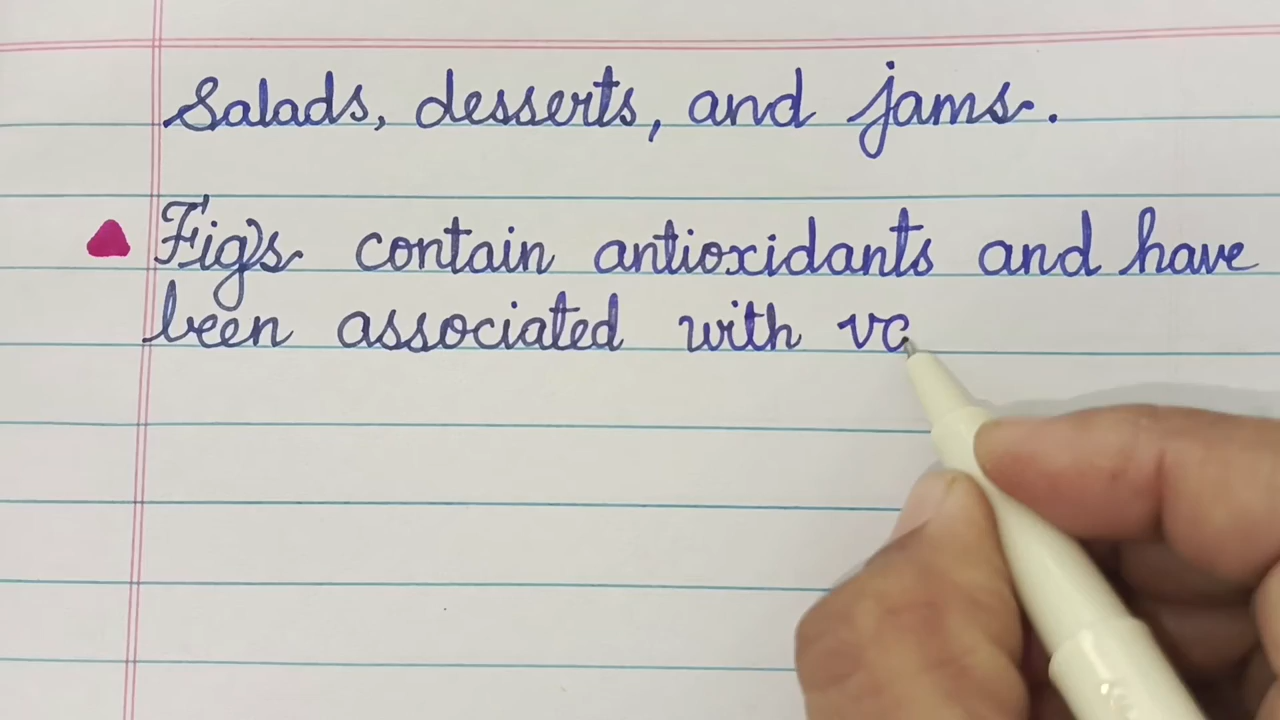 Salads, desserts, and jams.
Figs contain antioxidants and have
been associated with